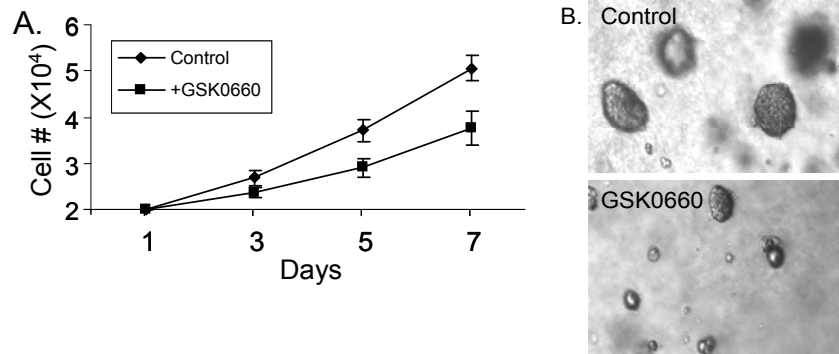 A.
Cell # (X10⁴)
6
5
4
3
2
Control
+GSK0660
1 3 5 7
Days
B.
Control
GSK0660